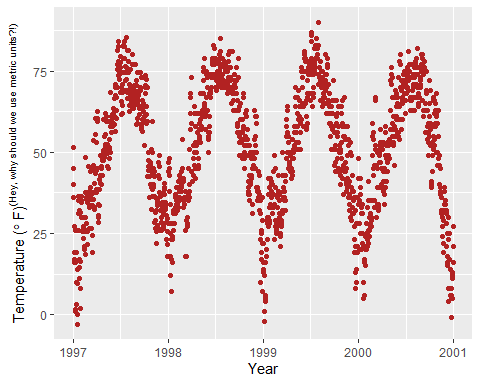 Temperature (° F)(Hey, why should we use metric units?!)
75
50
25
0
1997 1998 1999 2000 2001
Year